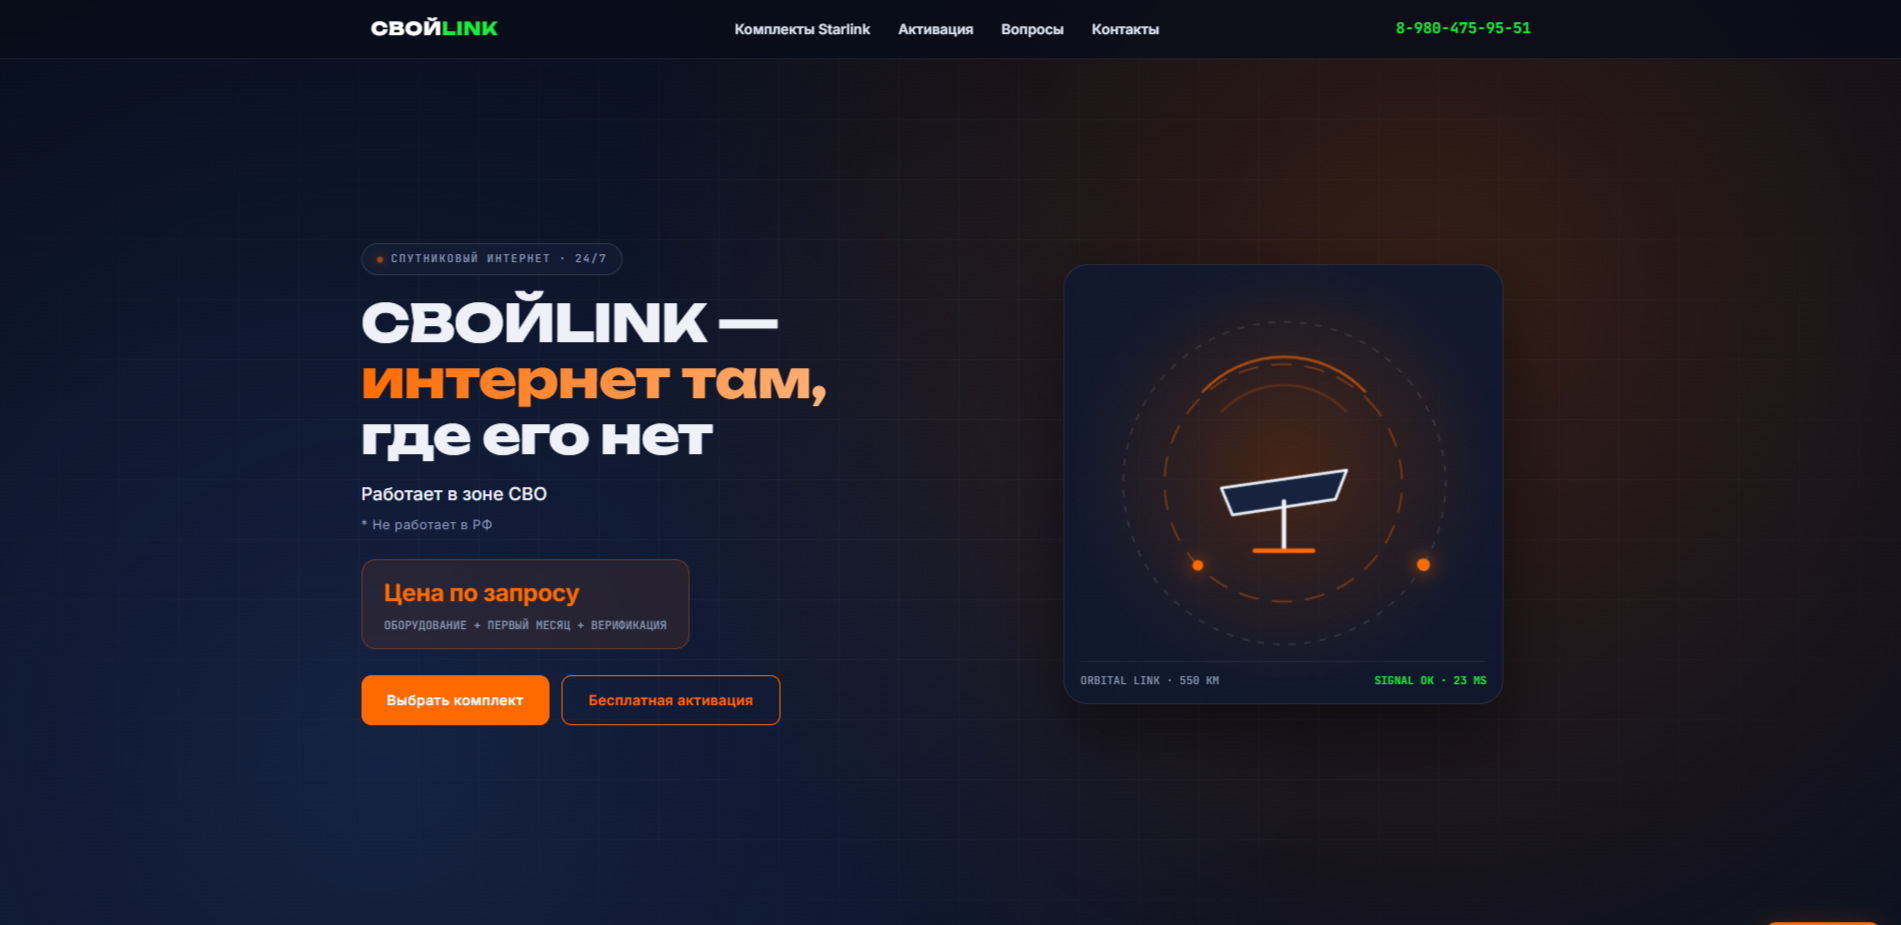 СВОЙLINK
Комплекты Starlink
Активация
Вопросы
Контакты
8-980-475-95-51
СПУТНИКОВЫЙ ИНТЕРНЕТ · 24/7
СВОЙLINK —
интернет там,
где его нет
Работает в зоне СВО
* Не работает в РФ
Цена по запросу
ОБОРУДОВАНИЕ + ПЕРВЫЙ МЕСЯЦ + ВЕРИФИКАЦИЯ
Выбрать комплект
Бесплатная активация
ORBITAL LINK · 550 KM
SIGNAL OK · 23 MS